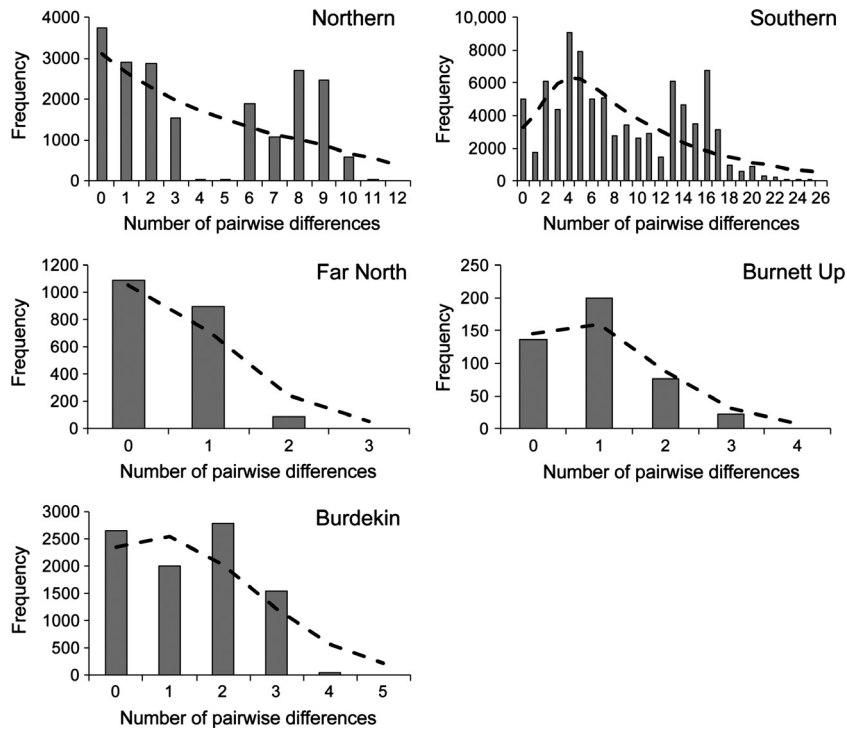 Northern
Frequency
4000
3000
2000
1000
0
0 1 2 3 4 5 6 7 8 9 10 11 12
Number of pairwise differences
Southern
Frequency
10,000
8000
6000
4000
2000
0
0 2 4 6 8 10 12 14 16 18 20 22 24 26
Number of pairwise differences
Far North
Frequency
1200
1000
800
600
400
200
0
0 1 2 3
Number of pairwise differences
Burnett Up
Frequency
250
200
150
100
50
0
0 1 2 3 4
Number of pairwise differences
Burdekin
Frequency
3000
2500
2000
1500
1000
500
0
0 1 2 3 4 5
Number of pairwise differences